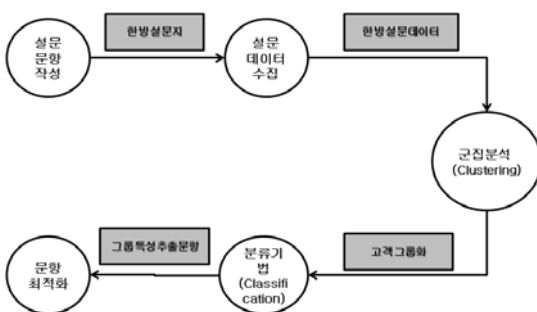 설문
문항
작성
한방설문지
설문
데이터
수집
한방설문데이터
군집분석
(Clustering)
고객그룹화
분류기
법
(Classifi
cation)
그룹특성추출문항
문항
최적화